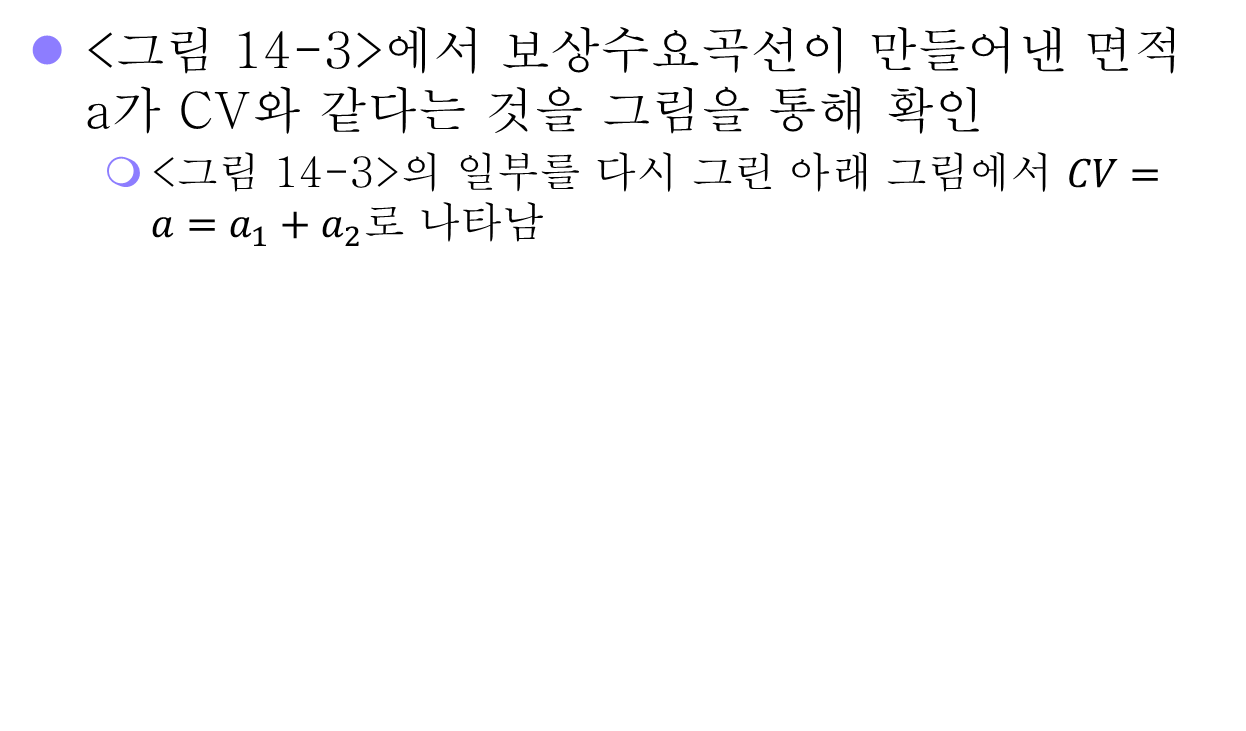 ● <그림 14-3>에서 보상수요곡선이 만들어낸 면적
a가 CV와 같다는 것을 그림을 통해 확인
❍ <그림 14-3>의 일부를 다시 그린 아래 그림에서 CV =
a = a₁ + a₂로 나타남